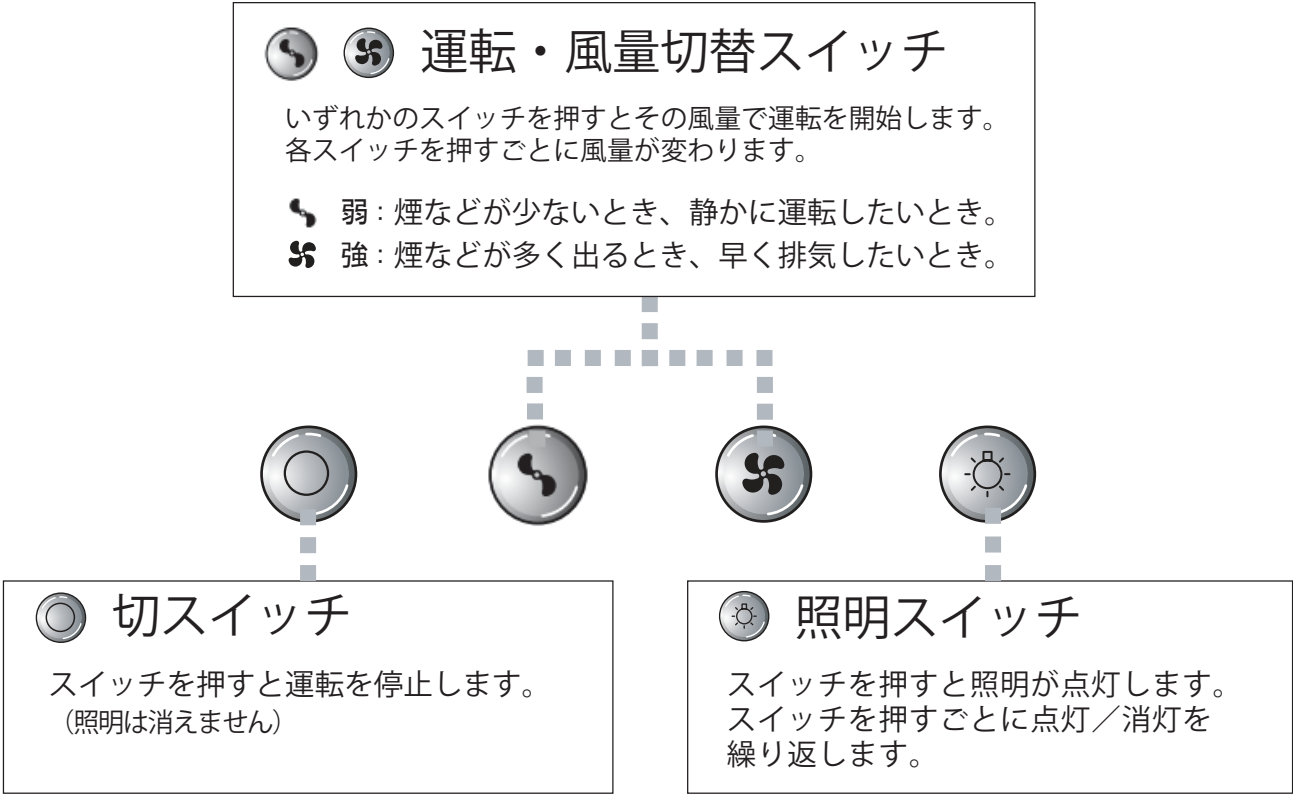 運転・風量切替スイッチ
いずれかのスイッチを押すとその風量で運転を開始します。
各スイッチを押すごとに風量が変わります。
弱：煙などが少ないとき、静かに運転したいとき。
強：煙などが多く出るとき、早く排気したいとき。
切スイッチ
スイッチを押すと運転を停止します。
（照明は消えません）
照明スイッチ
スイッチを押すと照明が点灯します。
スイッチを押すごとに点灯／消灯を
繰り返します。